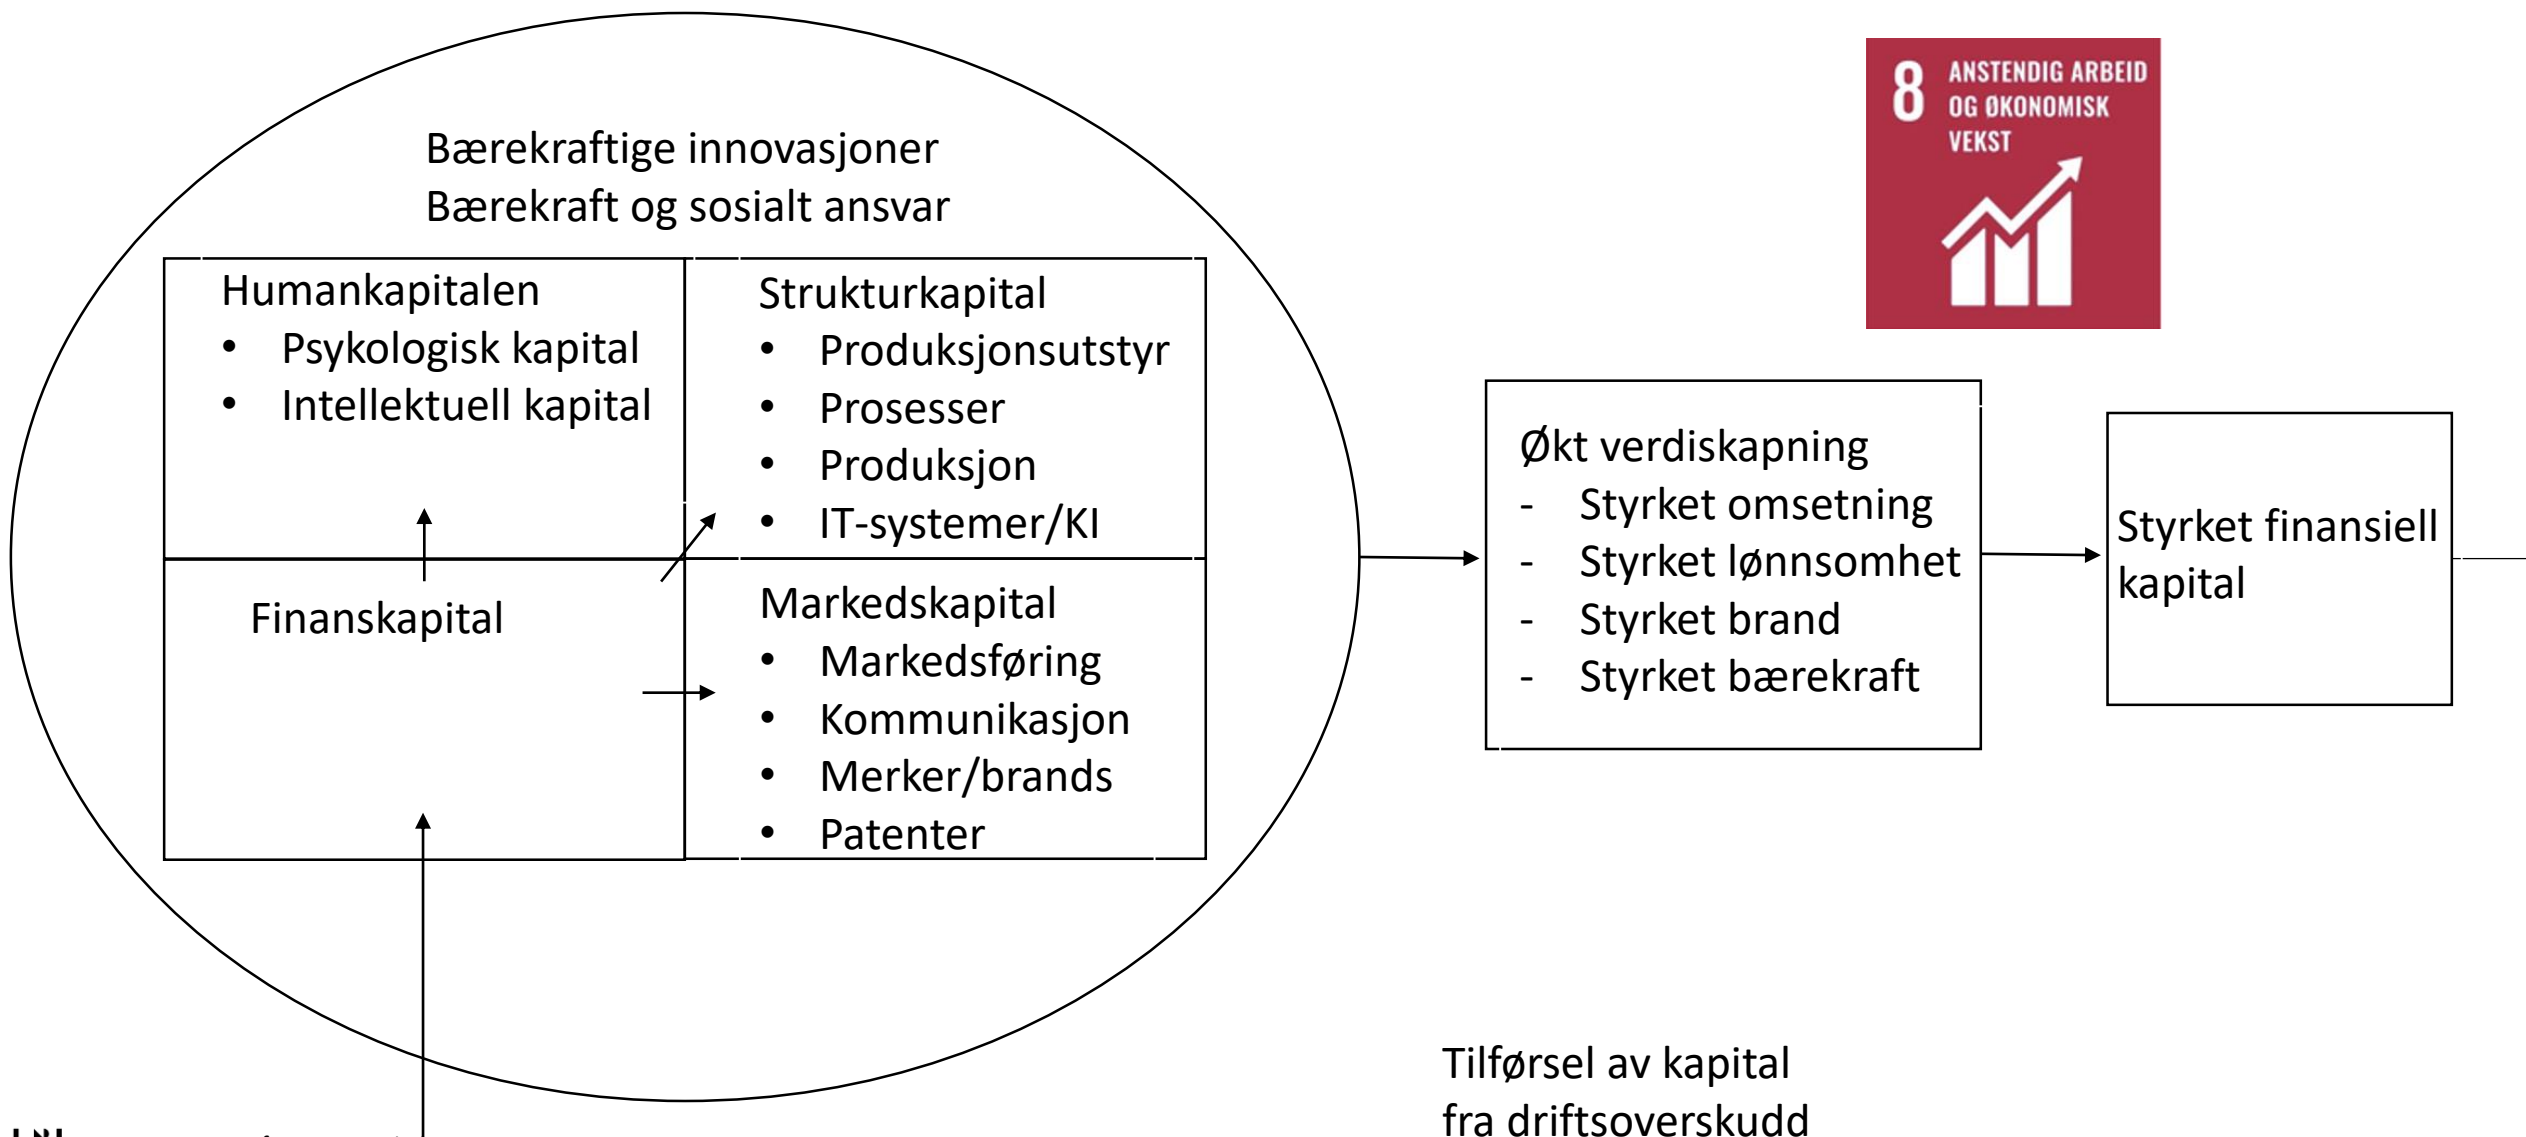 Bærekraftige innovasjoner
Bærekraft og sosialt ansvar
Humankapitalen
• Psykologisk kapital
• Intellektuell kapital
Strukturkapital
• Produksjonsutstyr
• Prosesser
• Produksjon
• IT-systemer/KI
Finanskapital
Markedskapital
• Markedsføring
• Kommunikasjon
• Merker/brands
• Patenter
8 ANSTENDIG ARBEID
OG ØKONOMISK
VEKST
Økt verdiskapning
- Styrket omsetning
- Styrket lønnsomhet
- Styrket brand
- Styrket bærekraft
Styrket finansiell
kapital
Tilførsel av kapital
fra driftsoverskudd